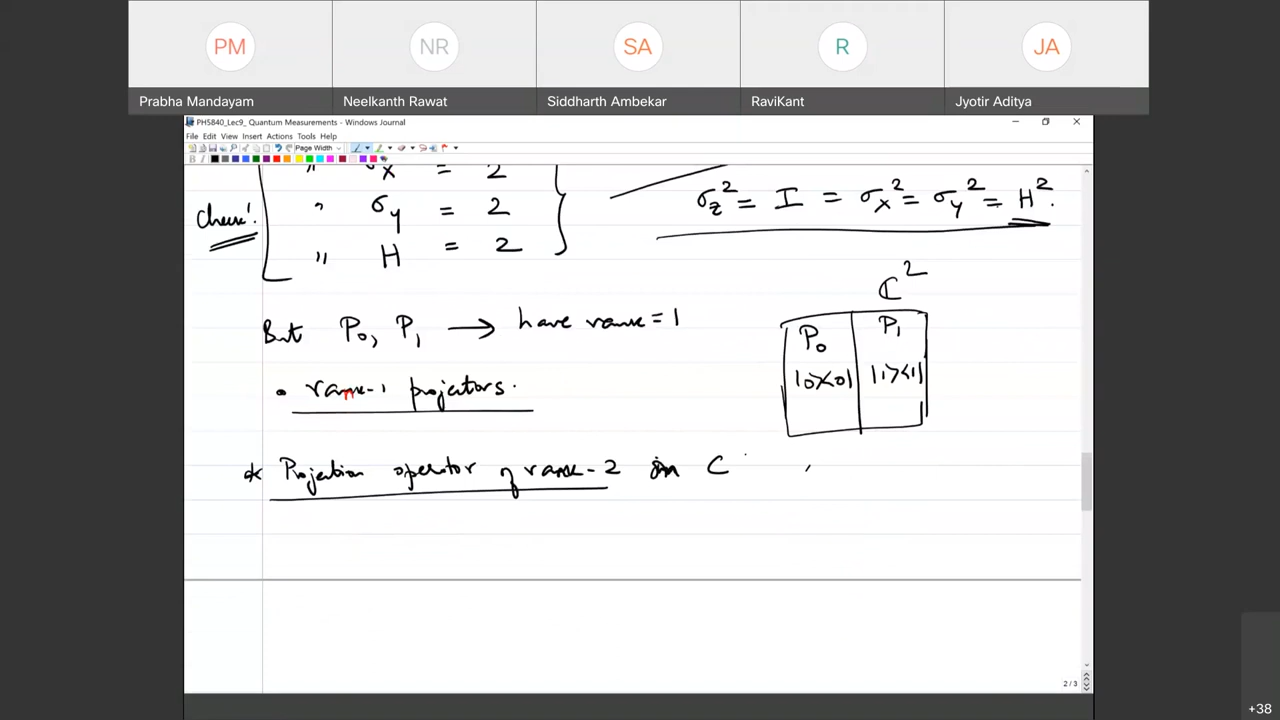 PM NR SA R JA
Prabha Mandayam Neelkanth Rawat Siddharth Ambekar RaviKant Jyotir Aditya
PH5840_Lec9_ Quantum Measurements - Windows Journal
File Edit View Insert Actions Tools Help
Page Width
B I
" σx = 2
" σy = 2
" H = 2
σz² = I = σx² = σy² = H².
But P₀, P₁ → have rank = 1
• rank-1 projectors.
ℂ²
P₀ P₁
|0><0| |1><1|
* Projection operator of rank-2 in C
2 / 3
+38